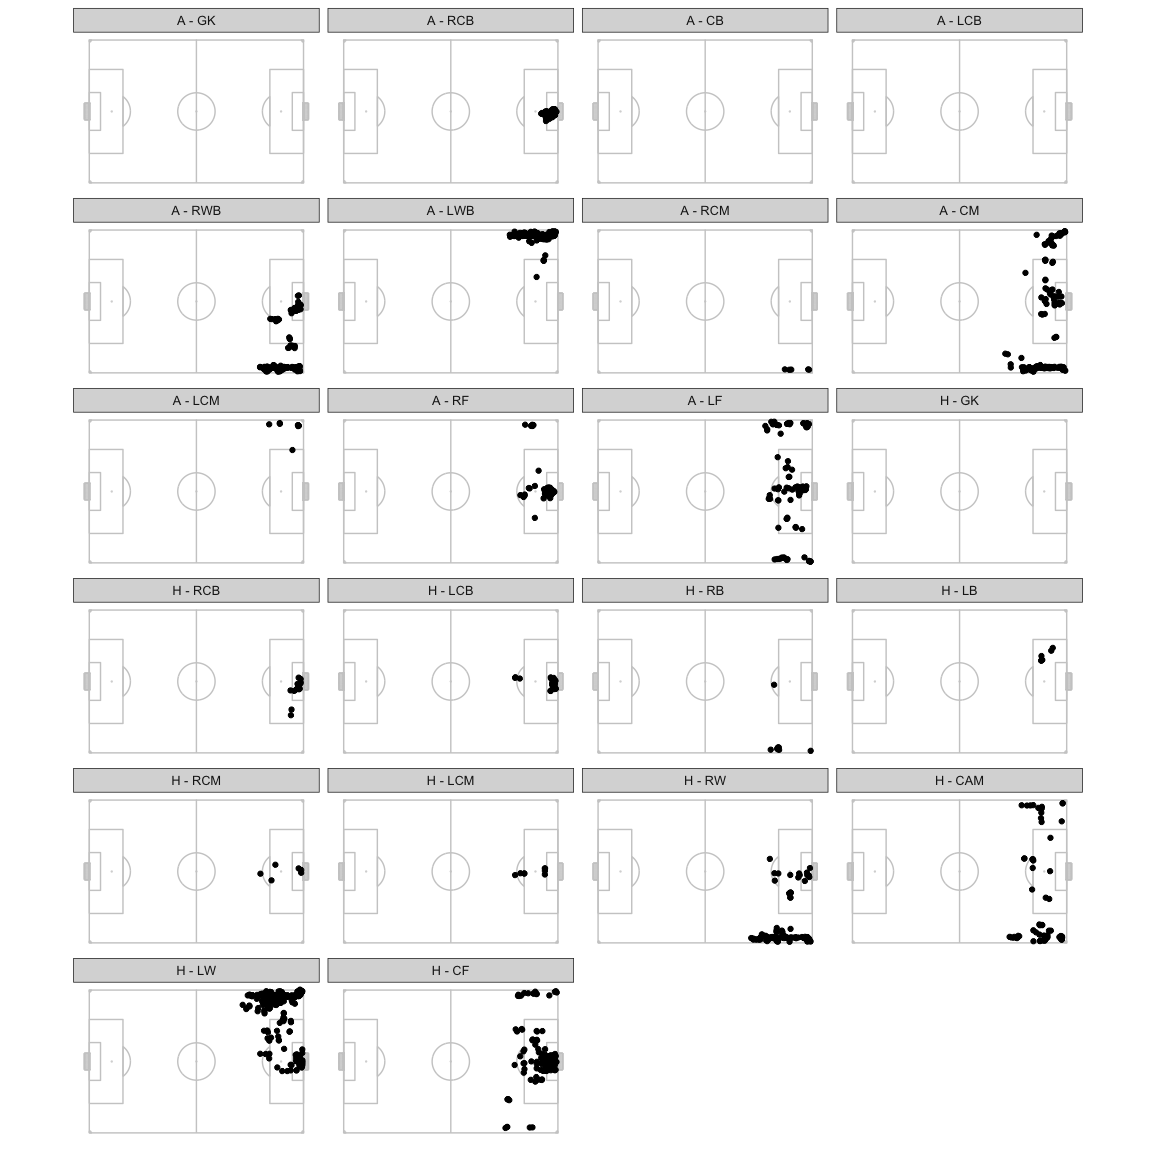 A - GK
A - RCB
A - CB
A - LCB
A - RWB
A - LWB
A - RCM
A - CM
A - LCM
A - RF
A - LF
H - GK
H - RCB
H - LCB
H - RB
H - LB
H - RCM
H - LCM
H - RW
H - CAM
H - LW
H - CF